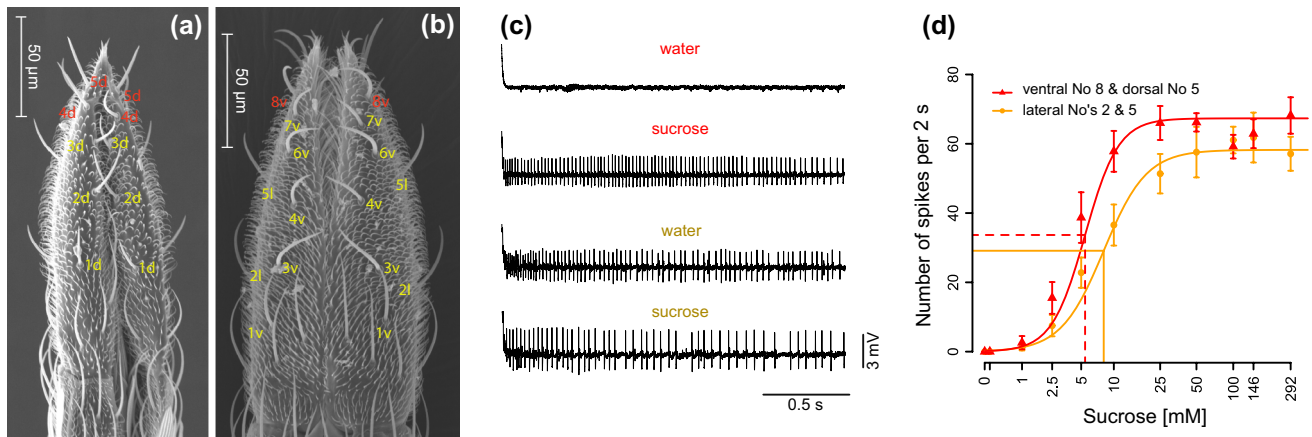 (a)
50 µm
5d
5d
4d
4d
3d
3d
2d
2d
1d
1d
(b)
50 µm
8v
8v
7v
7v
6v
6v
5l
5l
4v
4v
3v
3v
2l
2l
1v
1v
(c)
water
sucrose
water
sucrose
3 mV
0.5 s
(d)
ventral No 8 & dorsal No 5
lateral No's 2 & 5
Number of spikes per 2 s
80
60
40
20
0
0
1
2.5
5
10
25
50
100
146
292
Sucrose [mM]